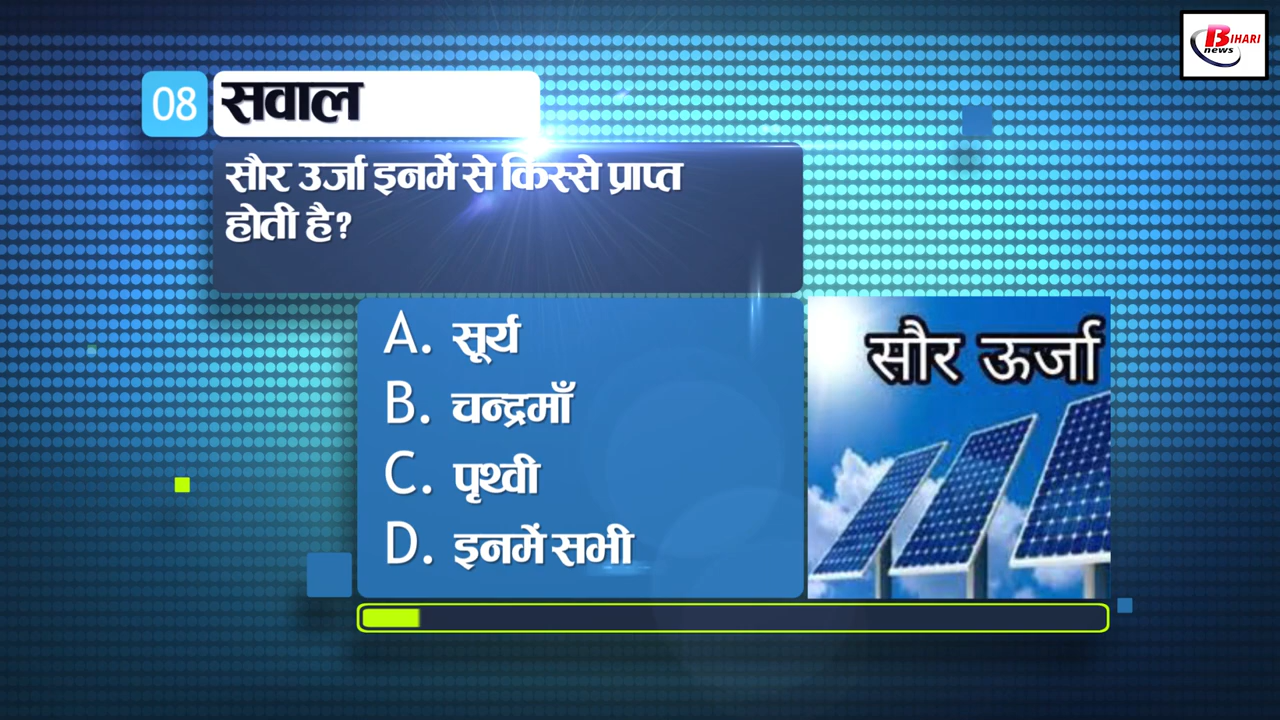 BIHARI
news
08 सवाल
सौर उर्जा इनमें से किस्से प्राप्त
होती है?
A. सूर्य
B. चन्द्रमाँ
C. पृथ्वी
D. इनमें सभी
सौर ऊर्जा